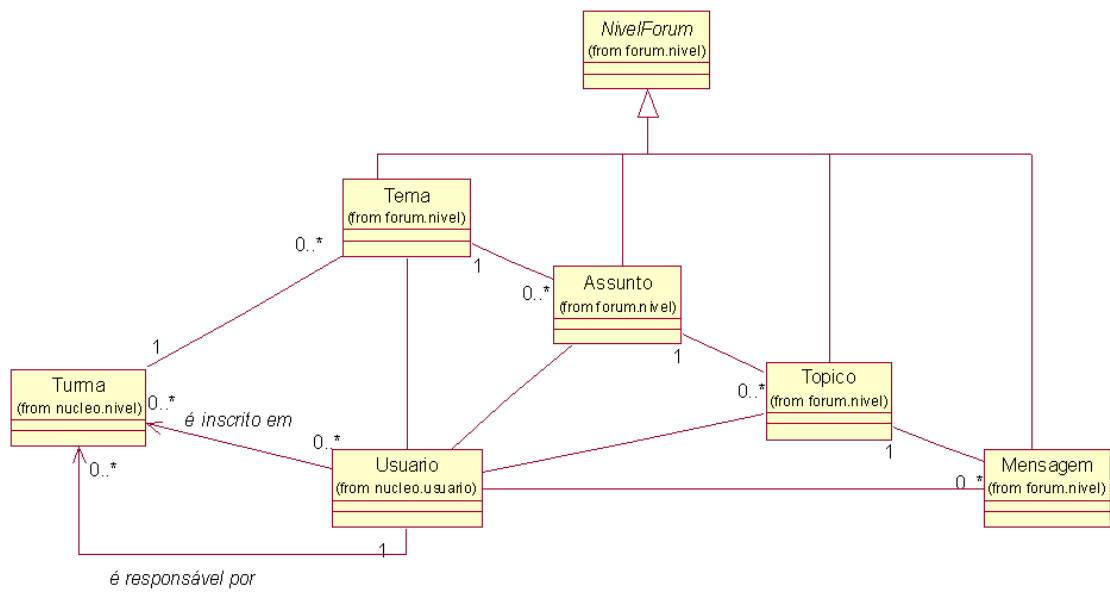 NivelForum
(from forum.nivel)
Tema
(from forum.nivel)
0..*
1
Assunto
(from forum.nivel)
0..*
1
1
Topico
(from forum.nivel)
0..*
1
Turma
(from nucleo.nivel)
0..*
é inscrito em
0..*
0..*
Usuario
(from nucleo.usuario)
Mensagem
(from forum.nivel)
0..*
1
é responsável por